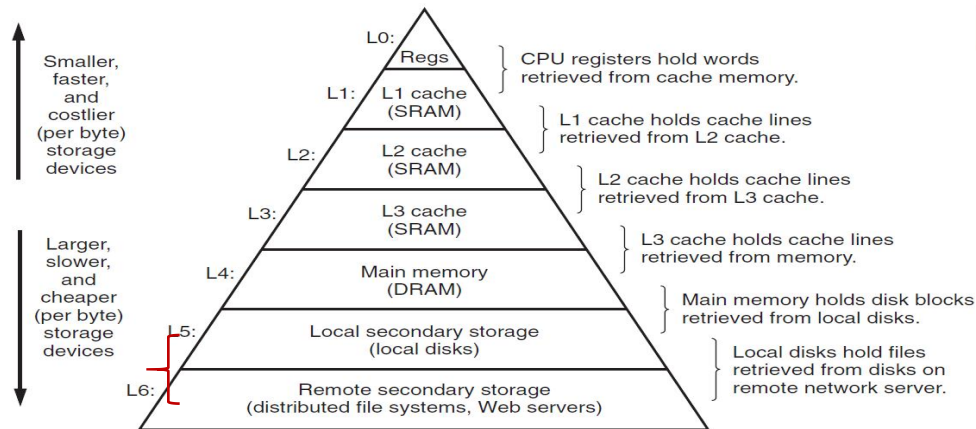 Smaller,
faster,
and
costlier
(per byte)
storage
devices
Larger,
slower,
and
cheaper
(per byte)
storage
devices
L0:
Regs
CPU registers hold words
retrieved from cache memory.
L1:
L1 cache
(SRAM)
L1 cache holds cache lines
retrieved from L2 cache.
L2:
L2 cache
(SRAM)
L2 cache holds cache lines
retrieved from L3 cache.
L3:
L3 cache
(SRAM)
L3 cache holds cache lines
retrieved from memory.
L4:
Main memory
(DRAM)
Main memory holds disk blocks
retrieved from local disks.
L5:
Local secondary storage
(local disks)
Local disks hold files
retrieved from disks on
remote network server.
L6:
Remote secondary storage
(distributed file systems, Web servers)